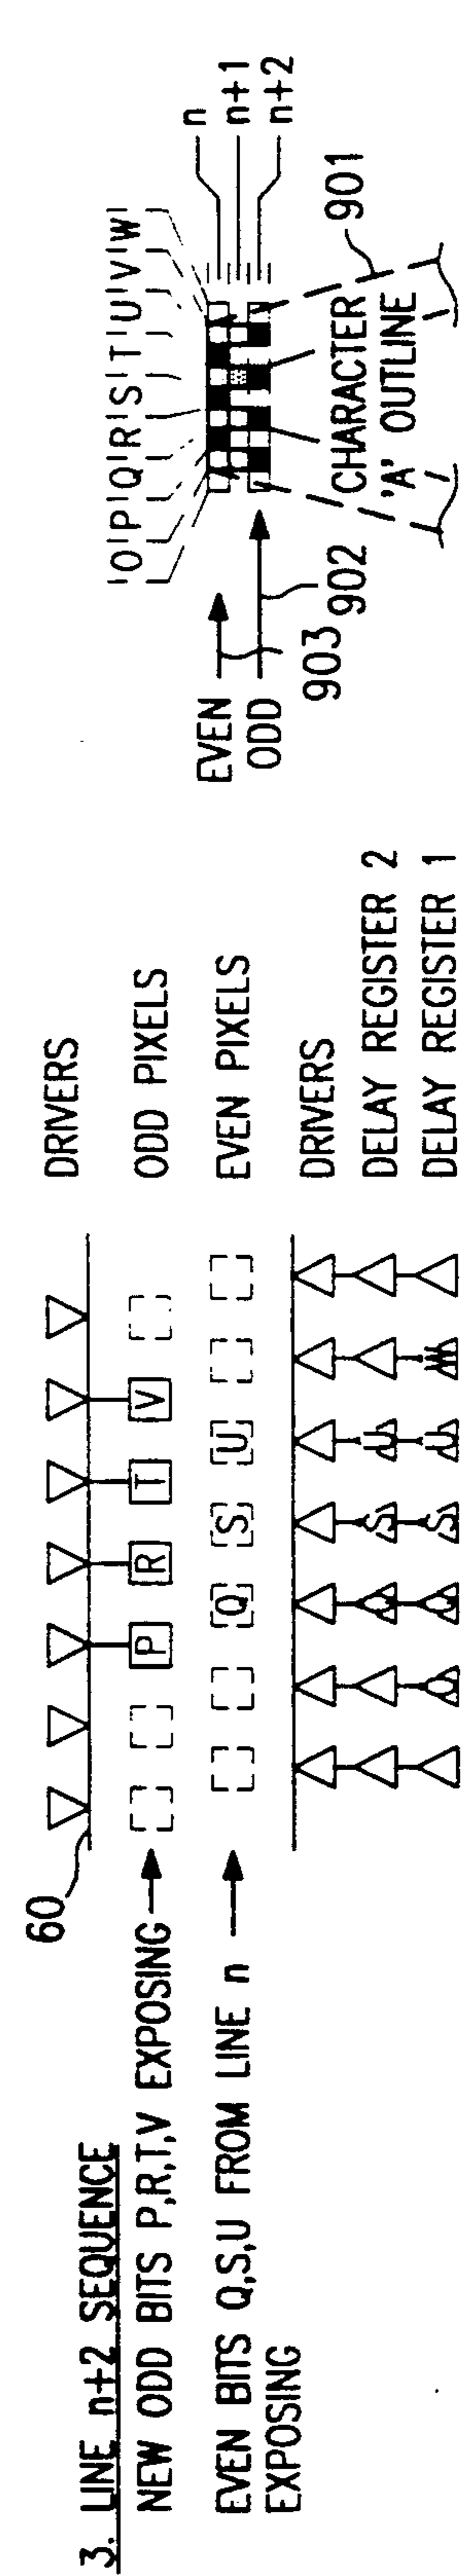 3. LINE n+2 SEQUENCE
NEW ODD BITS P,R,T,V EXPOSING
EVEN BITS Q,S,U FROM LINE n
EXPOSING
60
P R T V
Q S U
Q S U
O Q S U W
DRIVERS
ODD PIXELS
EVEN PIXELS
DRIVERS
DELAY REGISTER 2
DELAY REGISTER 1
O P Q R S T U V W
n
n+1
n+2
EVEN
ODD
903
902
901
CHARACTER
'A' OUTLINE